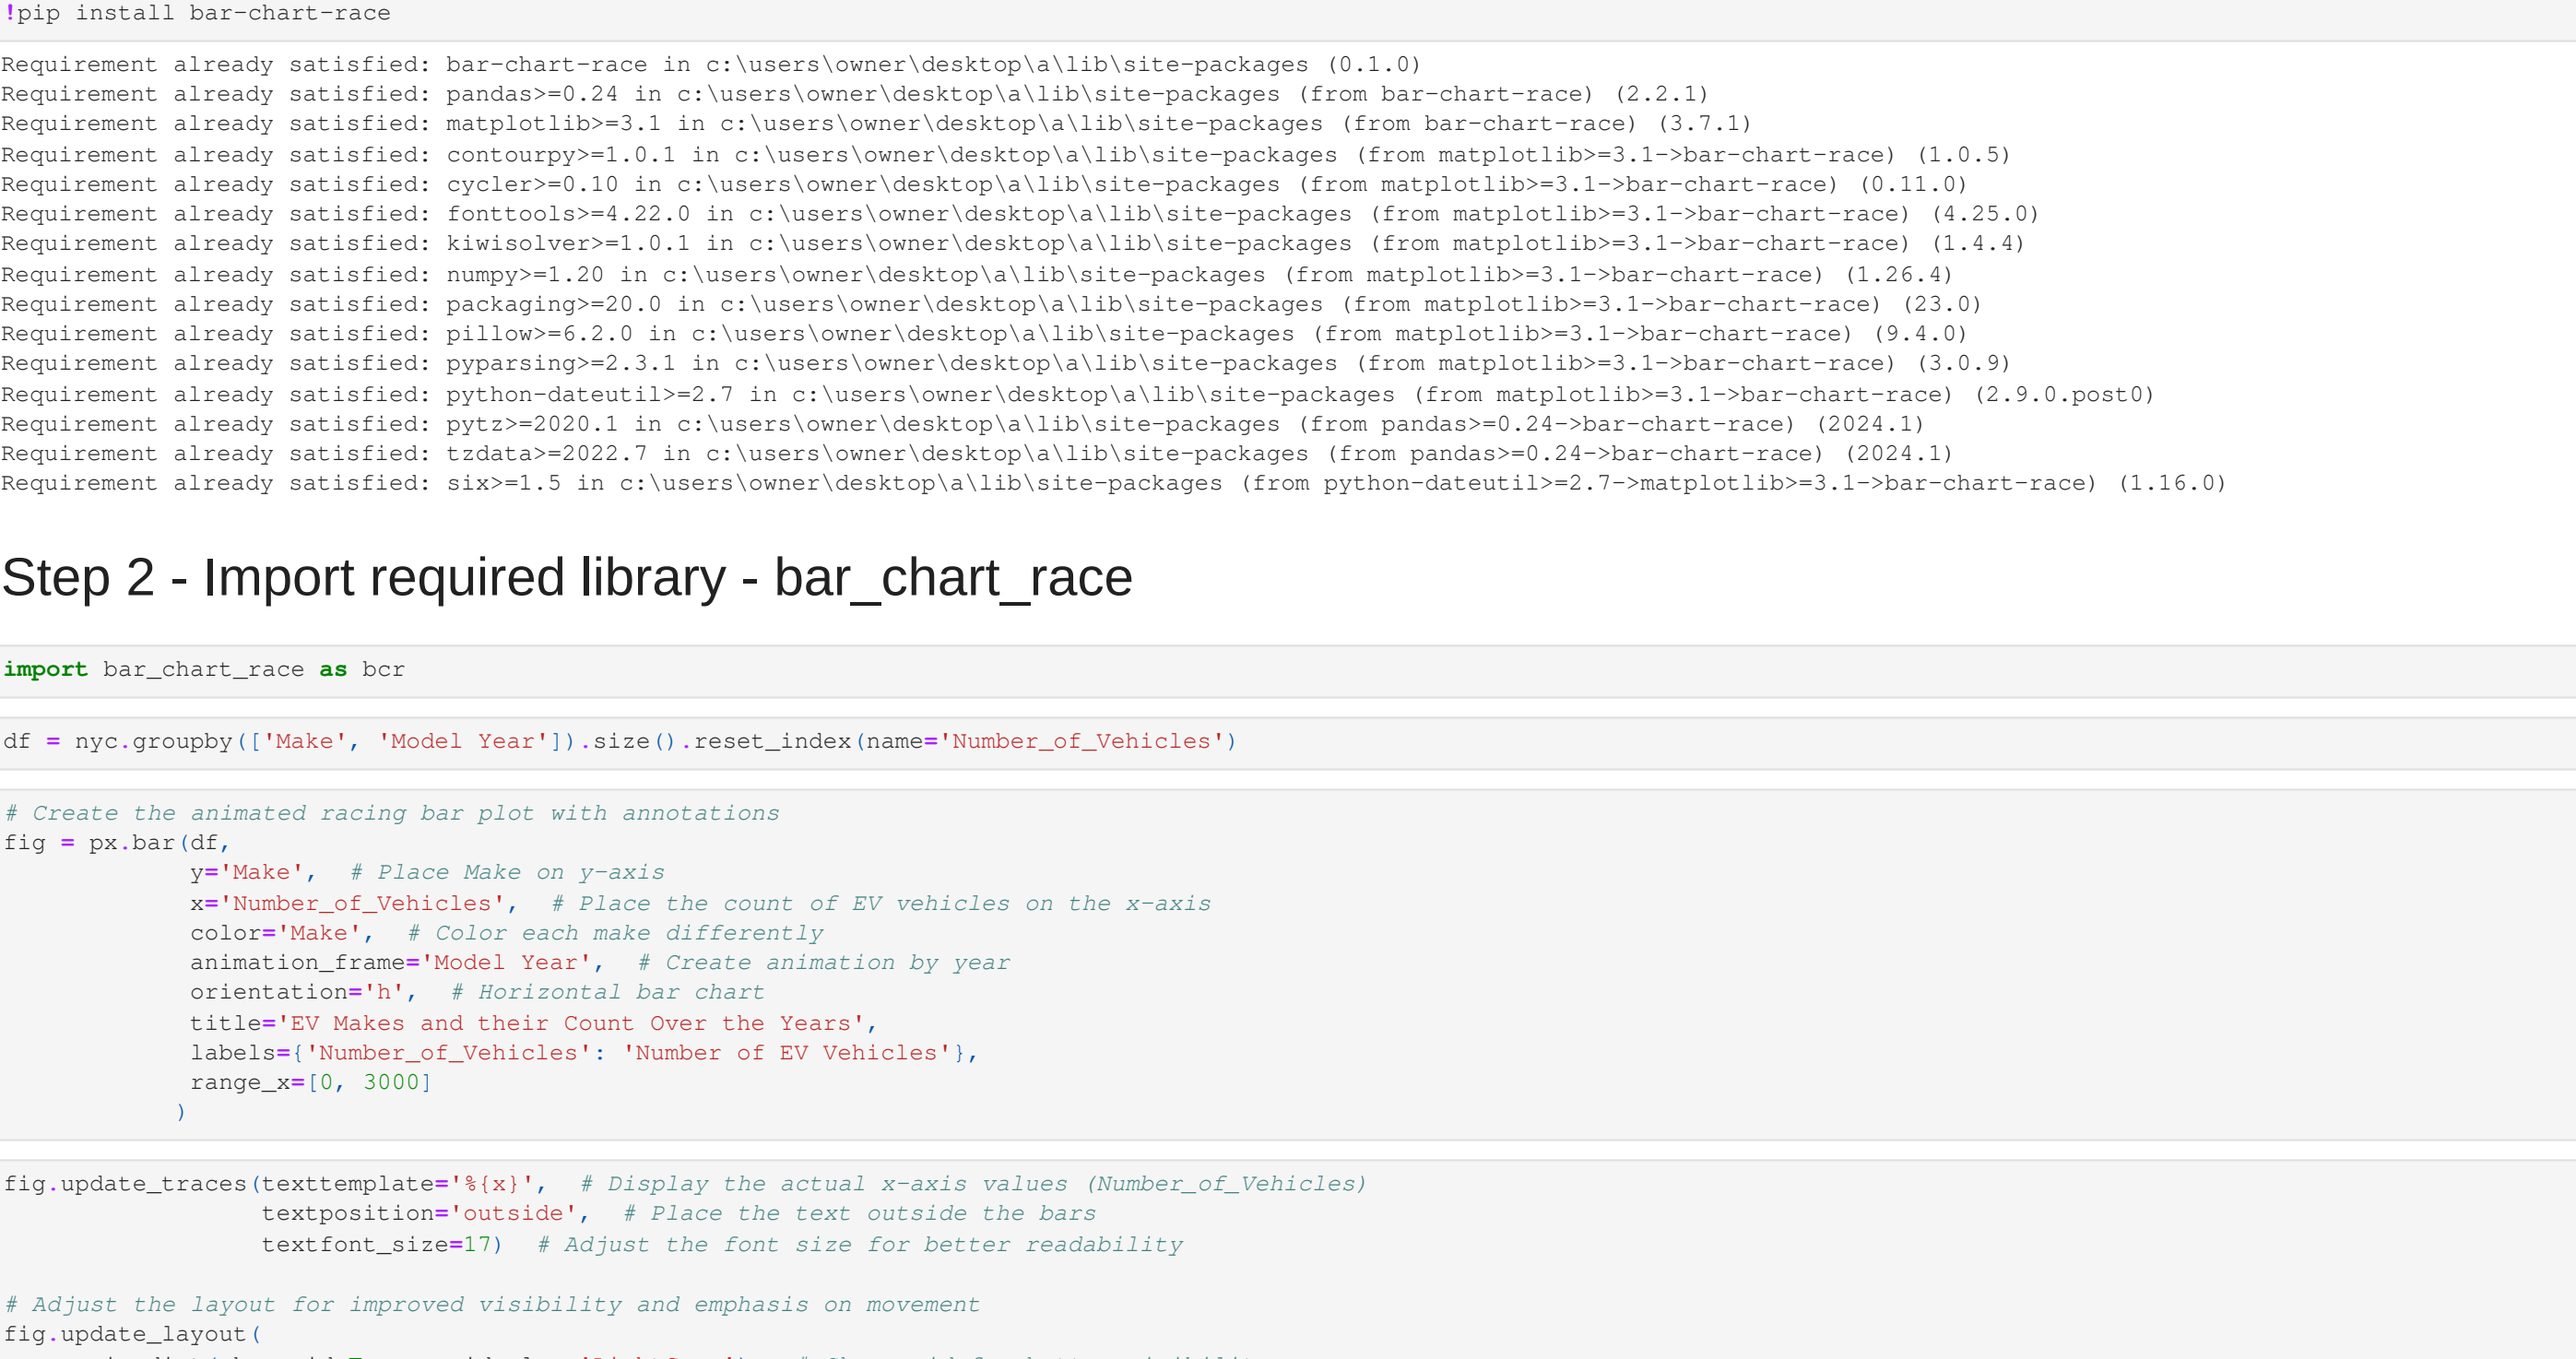 !pip install bar-chart-race
Requirement already satisfied: bar-chart-race in c:\users\owner\desktop\a\lib\site-packages (0.1.0)
Requirement already satisfied: pandas>=0.24 in c:\users\owner\desktop\a\lib\site-packages (from bar-chart-race) (2.2.1)
Requirement already satisfied: matplotlib>=3.1 in c:\users\owner\desktop\a\lib\site-packages (from bar-chart-race) (3.7.1)
Requirement already satisfied: contourpy>=1.0.1 in c:\users\owner\desktop\a\lib\site-packages (from matplotlib>=3.1->bar-chart-race) (1.0.5)
Requirement already satisfied: cycler>=0.10 in c:\users\owner\desktop\a\lib\site-packages (from matplotlib>=3.1->bar-chart-race) (0.11.0)
Requirement already satisfied: fonttools>=4.22.0 in c:\users\owner\desktop\a\lib\site-packages (from matplotlib>=3.1->bar-chart-race) (4.25.0)
Requirement already satisfied: kiwisolver>=1.0.1 in c:\users\owner\desktop\a\lib\site-packages (from matplotlib>=3.1->bar-chart-race) (1.4.4)
Requirement already satisfied: numpy>=1.20 in c:\users\owner\desktop\a\lib\site-packages (from matplotlib>=3.1->bar-chart-race) (1.26.4)
Requirement already satisfied: packaging>=20.0 in c:\users\owner\desktop\a\lib\site-packages (from matplotlib>=3.1->bar-chart-race) (23.0)
Requirement already satisfied: pillow>=6.2.0 in c:\users\owner\desktop\a\lib\site-packages (from matplotlib>=3.1->bar-chart-race) (9.4.0)
Requirement already satisfied: pyparsing>=2.3.1 in c:\users\owner\desktop\a\lib\site-packages (from matplotlib>=3.1->bar-chart-race) (3.0.9)
Requirement already satisfied: python-dateutil>=2.7 in c:\users\owner\desktop\a\lib\site-packages (from matplotlib>=3.1->bar-chart-race) (2.9.0.post0)
Requirement already satisfied: pytz>=2020.1 in c:\users\owner\desktop\a\lib\site-packages (from pandas>=0.24->bar-chart-race) (2024.1)
Requirement already satisfied: tzdata>=2022.7 in c:\users\owner\desktop\a\lib\site-packages (from pandas>=0.24->bar-chart-race) (2024.1)
Requirement already satisfied: six>=1.5 in c:\users\owner\desktop\a\lib\site-packages (from python-dateutil>=2.7->matplotlib>=3.1->bar-chart-race) (1.16.0)
Step 2 - Import required library - bar_chart_race
import bar_chart_race as bcr
df = nyc.groupby(['Make', 'Model Year']).size().reset_index(name='Number_of_Vehicles')
# Create the animated racing bar plot with annotations
fig = px.bar(df,
y='Make',  # Place Make on y-axis
x='Number_of_Vehicles',  # Place the count of EV vehicles on the x-axis
color='Make',  # Color each make differently
animation_frame='Model Year',  # Create animation by year
orientation='h',  # Horizontal bar chart
title='EV Makes and their Count Over the Years',
labels={'Number_of_Vehicles': 'Number of EV Vehicles'},
range_x=[0, 3000]
)
fig.update_traces(texttemplate='%{x}',  # Display the actual x-axis values (Number_of_Vehicles)
textposition='outside',  # Place the text outside the bars
textfont_size=17)  # Adjust the font size for better readability
# Adjust the layout for improved visibility and emphasis on movement
fig.update_layout(